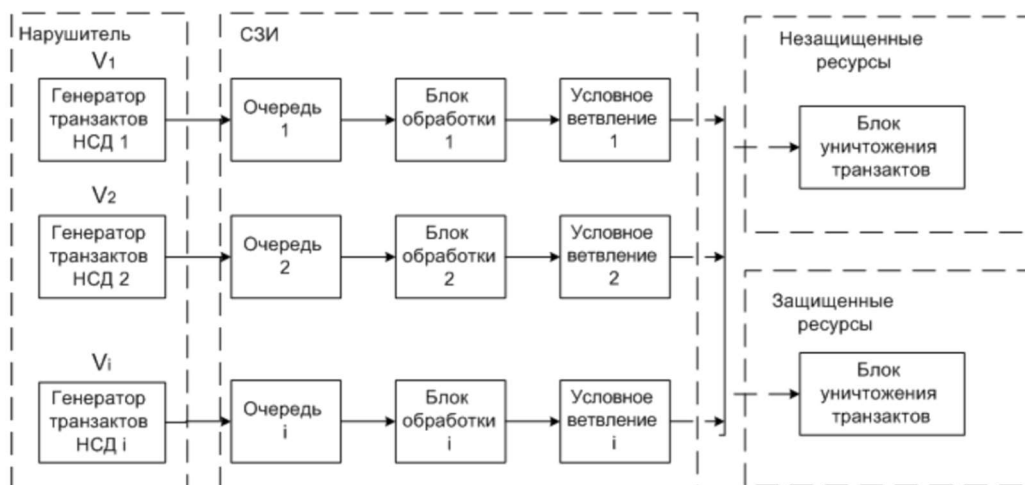 Нарушитель
V1
Генератор
транзактов
НСД 1
V2
Генератор
транзактов
НСД 2
Vi
Генератор
транзактов
НСД i
СЗИ
Очередь
1
Блок
обработки
1
Условное
ветвление
1
Очередь
2
Блок
обработки
2
Условное
ветвление
2
Очередь
i
Блок
обработки
i
Условное
ветвление
i
Незащищенные
ресурсы
Блок
уничтожения
транзактов
Защищенные
ресурсы
Блок
уничтожения
транзактов